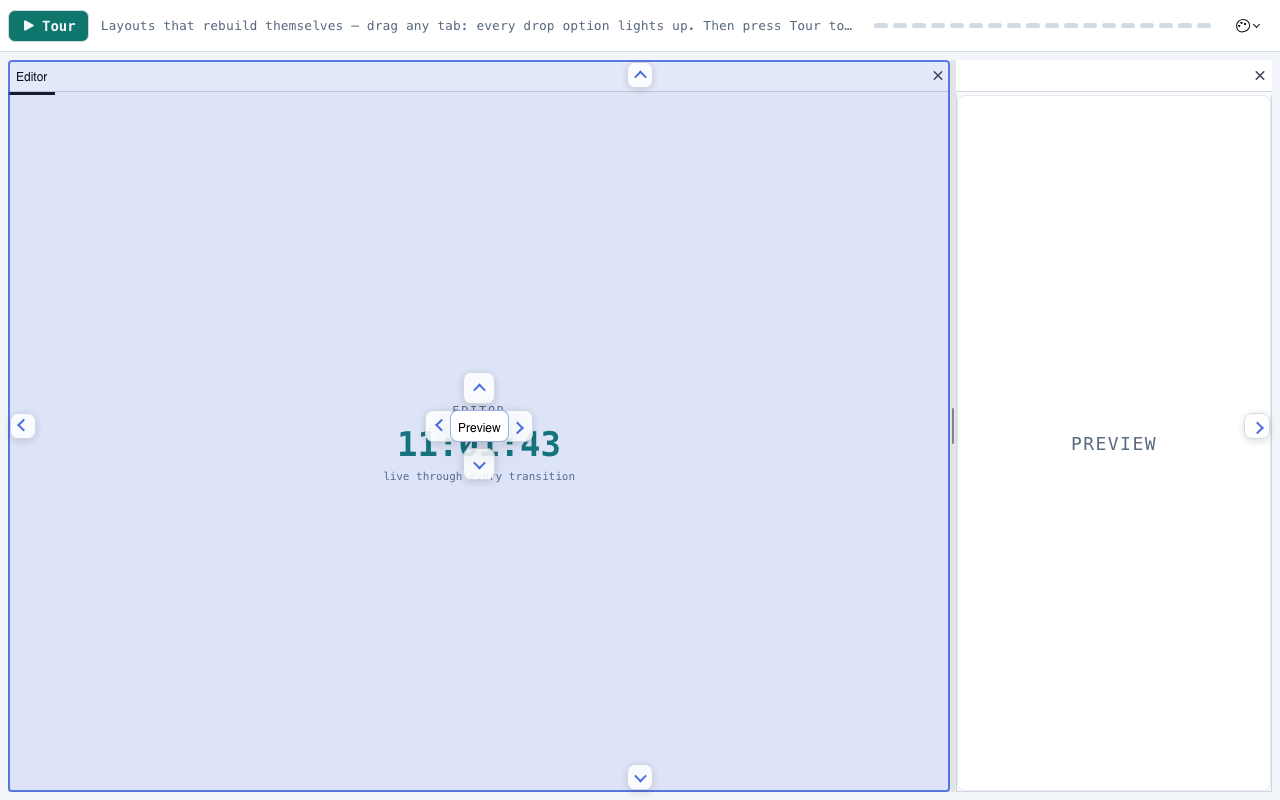 Tour
Layouts that rebuild themselves — drag any tab: every drop option lights up. Then press Tour to…
Editor
EDITOR
Preview
live through every transition
PREVIEW